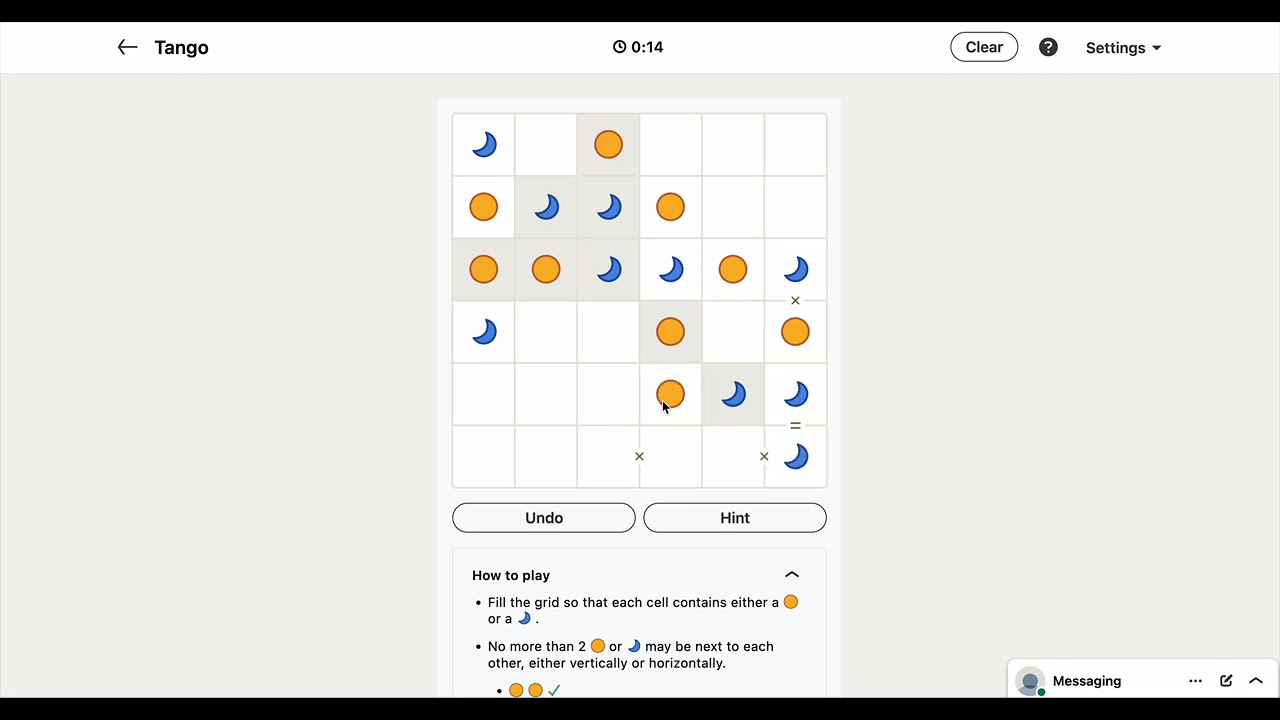 Tango
0:14
Clear
?
Settings
×
=
× ×
Undo
Hint
How to play
• Fill the grid so that each cell contains either a
or a .
• No more than 2 or may be next to each
other, either vertically or horizontally.
Messaging